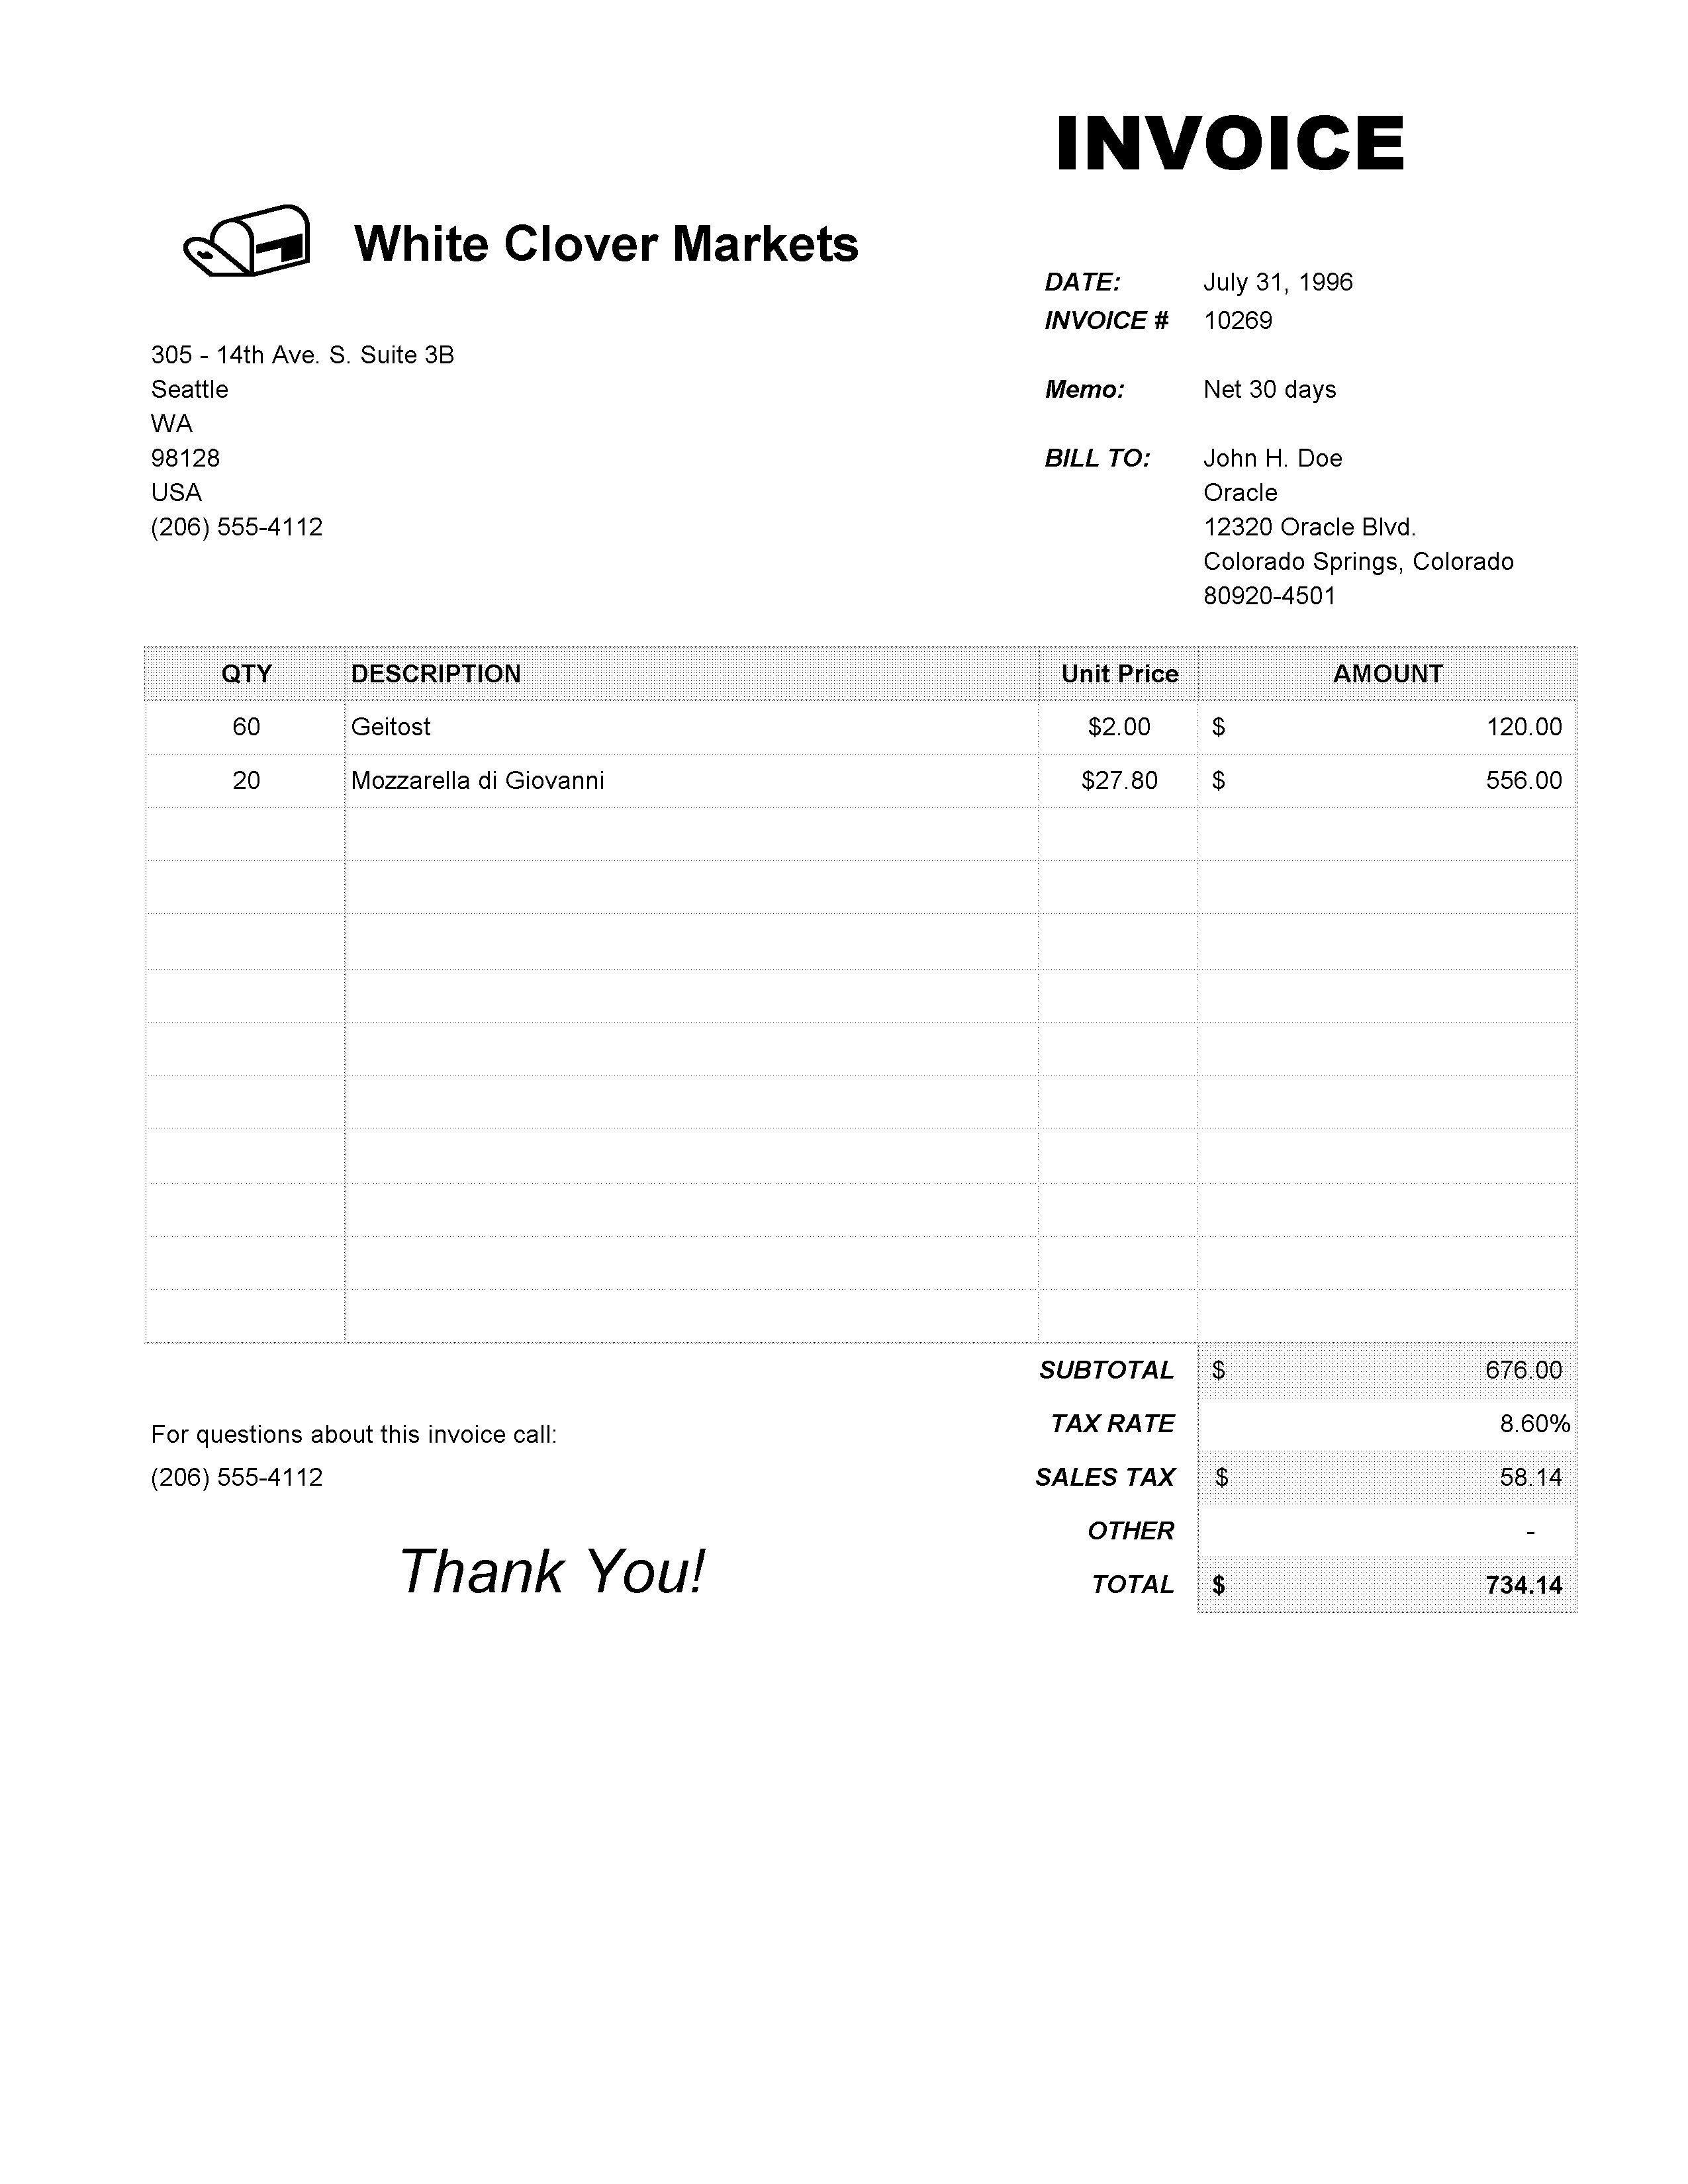 INVOICE
White Clover Markets
DATE: July 31, 1996
INVOICE # 10269
305 - 14th Ave. S. Suite 3B
Seattle
WA
98128
USA
(206) 555-4112
Memo: Net 30 days
BILL TO: John H. Doe
Oracle
12320 Oracle Blvd.
Colorado Springs, Colorado
80920-4501
QTY DESCRIPTION Unit Price AMOUNT
60 Geitost $2.00 $ 120.00
20 Mozzarella di Giovanni $27.80 $ 556.00
SUBTOTAL $ 676.00
TAX RATE 8.60%
SALES TAX $ 58.14
OTHER -
TOTAL $ 734.14
For questions about this invoice call:
(206) 555-4112
Thank You!